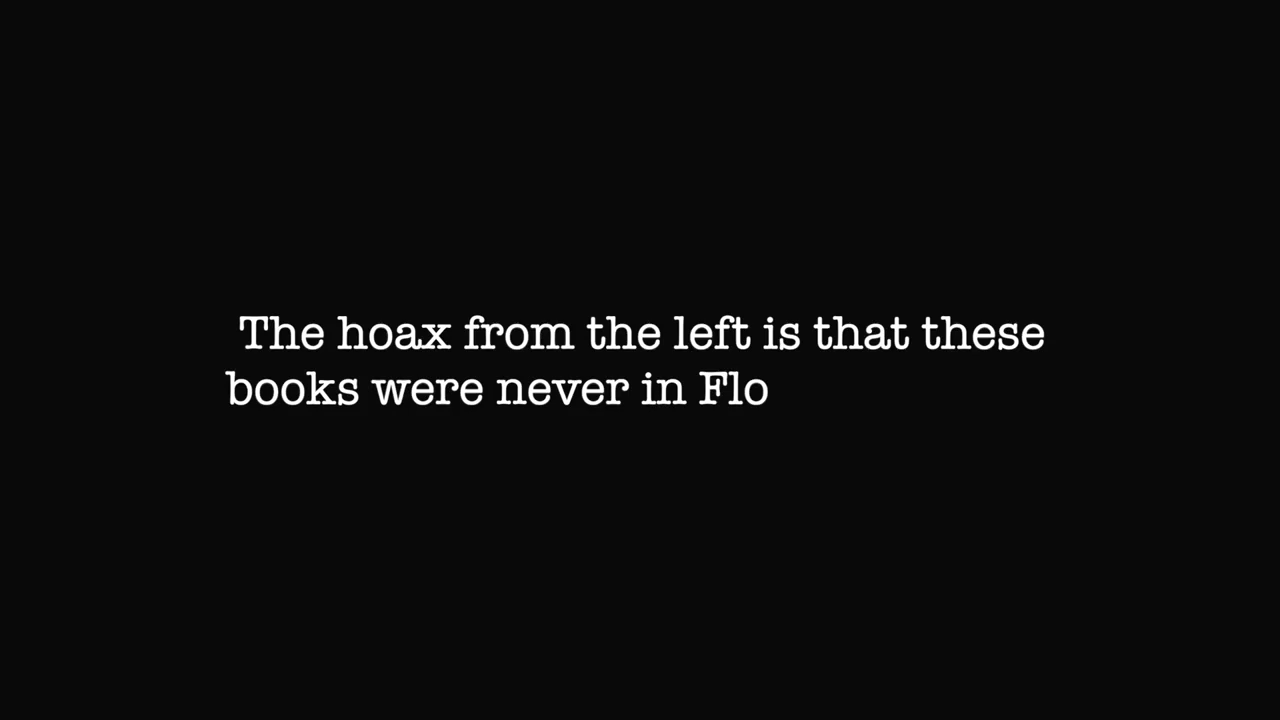 The hoax from the left is that these
books were never in Flo